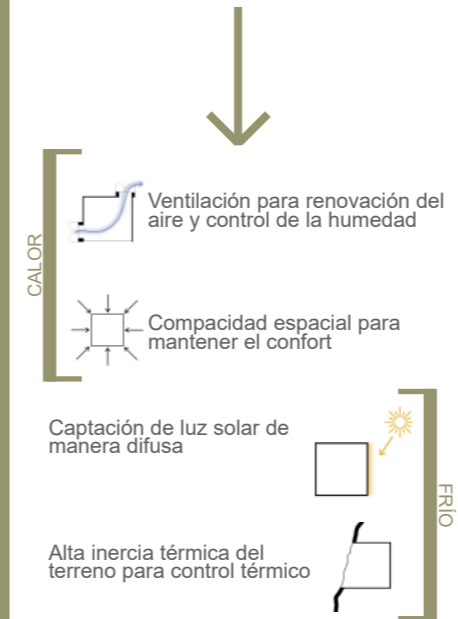 CALOR
Ventilación para renovación del
aire y control de la humedad
Compacidad espacial para
mantener el confort
Captación de luz solar de
manera difusa
FRÍO
Alta inercia térmica del
terreno para control térmico